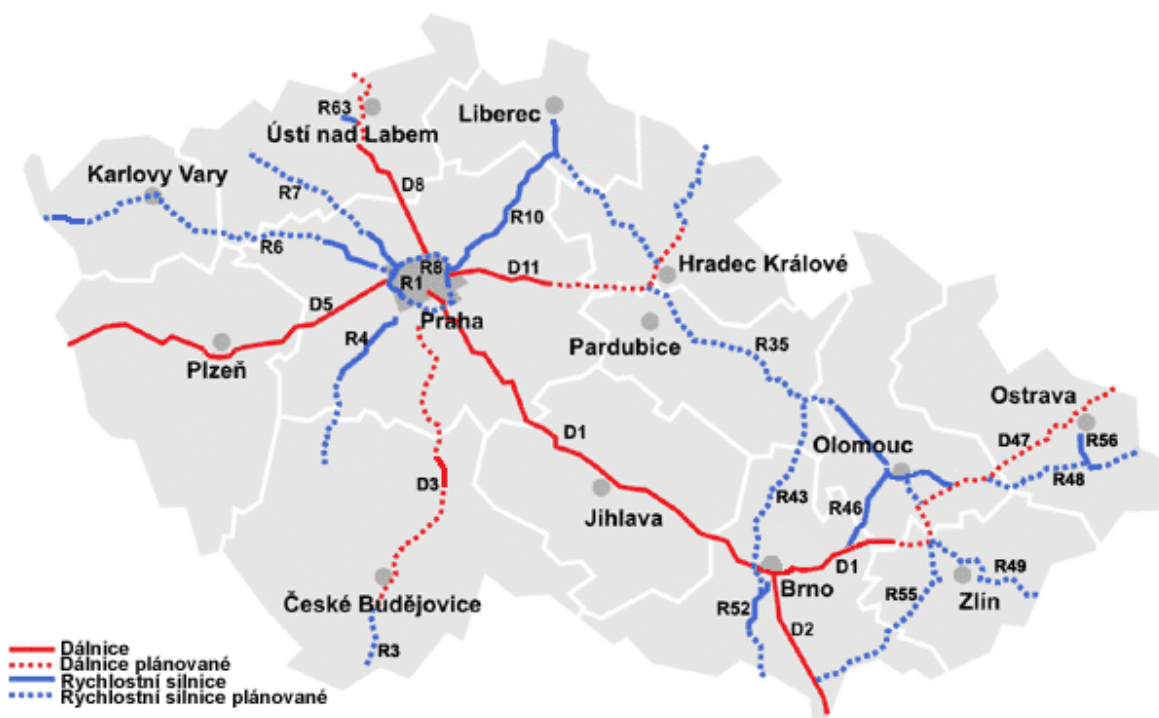 R63
Ústí nad Labem
Liberec
Karlovy Vary
R7
D8
R10
R6
R8
D11
Hradec Králové
R1
D5
Praha
R4
Pardubice
R35
Plzeň
Ostrava
D1
R56
Olomouc
D47
D3
R48
R43
Jihlava
R46
D1
R49
Brno
R55
Zlín
České Budějovice
R52
D2
R3
Dálnice
Dálnice plánované
Rychlostní silnice
Rychlostní silnice plánované